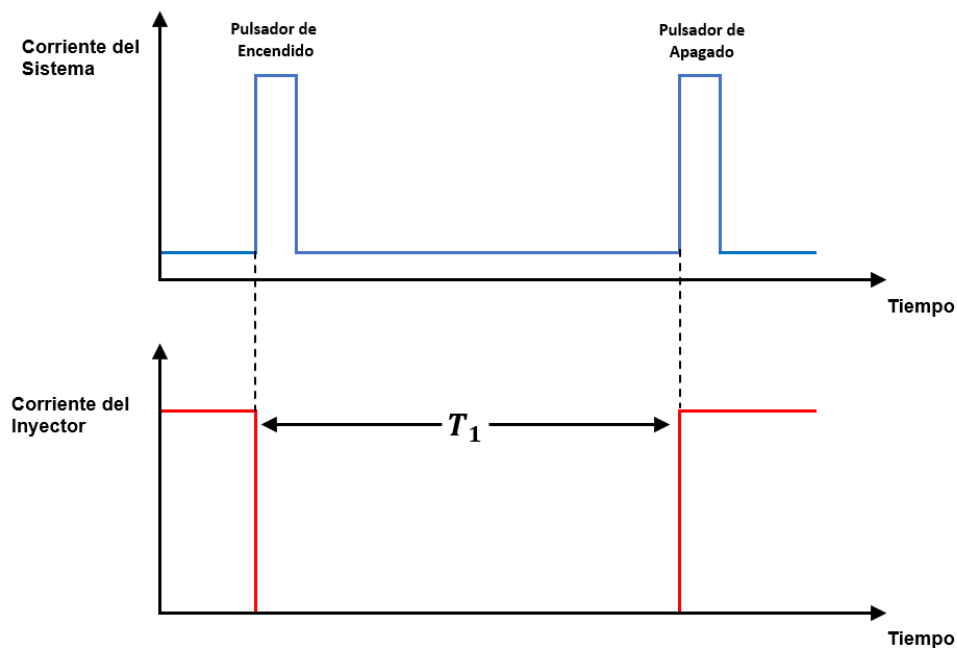 Pulsador de
Encendido
Pulsador de
Apagado
Corriente del
Sistema
Tiempo
Corriente del
Inyector
T₁
Tiempo